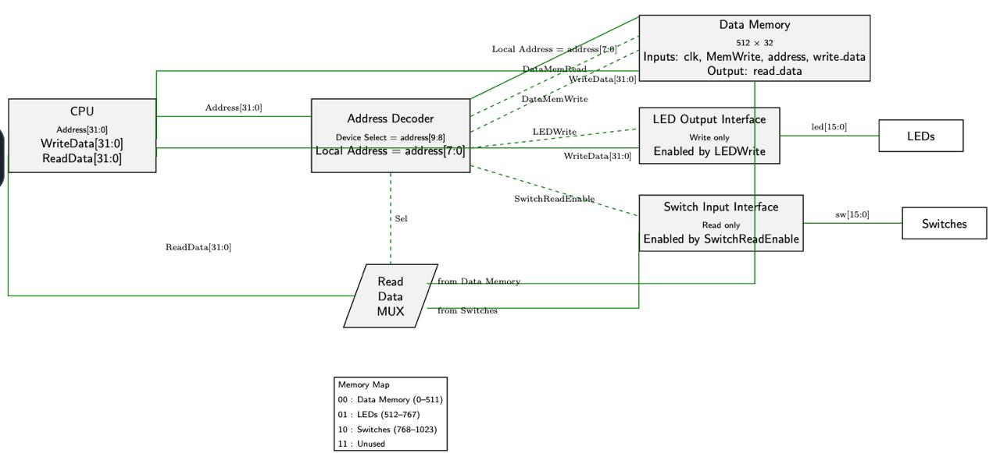 Data Memory
512 × 32
Inputs: clk, MemWrite, address, write_data
Output: read_data
Local Address = address[7:0]
DataMemRead
WriteData[31:0]
DataMemWrite
CPU
Address[31:0]
WriteData[31:0]
ReadData[31:0]
Address[31:0]
Address Decoder
Device Select = address[9:8]
Local Address = address[7:0]
LEDWrite
WriteData[31:0]
LED Output Interface
Write only
Enabled by LEDWrite
led[15:0]
LEDs
SwitchReadEnable
Switch Input Interface
Read only
Enabled by SwitchReadEnable
sw[15:0]
Switches
Sel
ReadData[31:0]
Read
Data
MUX
from Data Memory
from Switches
Memory Map
00 : Data Memory (0–511)
01 : LEDs (512–767)
10 : Switches (768–1023)
11 : Unused